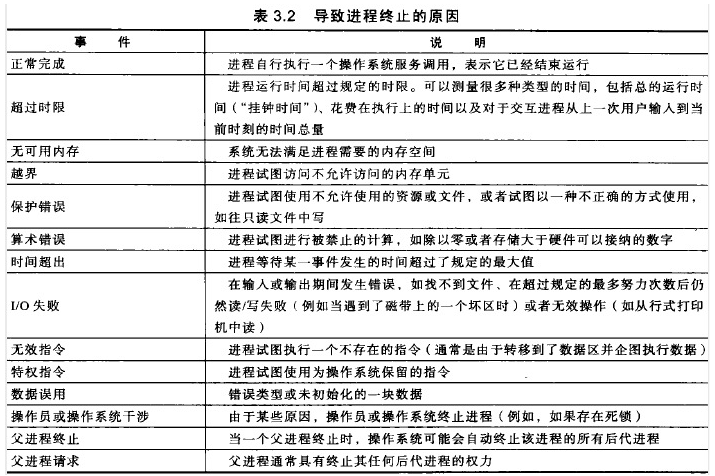 表 3.2 导致进程终止的原因
事 件 说 明
正常完成 进程自行执行一个操作系统服务调用，表示它已经结束运行
进程运行时间超过规定的时限。可以测量很多种类型的时间，包括总的运行时
超过时限 间（“挂钟时间”）、花费在执行上的时间以及对于交互进程从上一次用户输入到当
前时刻的时间总量
无可用内存 系统无法满足进程需要的内存空间
越界 进程试图访问不允许访问的内存单元
保护错误 进程试图使用不允许使用的资源或文件，或者试图以一种不正确的方式使用，
如往只读文件中写
算术错误 进程试图进行被禁止的计算，如除以零或者存储大于硬件可以接纳的数字
时间超出 进程等待某一事件发生的时间超过了规定的最大值
在输入或输出期间发生错误，如找不到文件、在超过规定的最多努力次数后仍
I/O 失败 然读/写失败（例如当遇到了磁带上的一个坏区时）或者无效操作（如从行式打印
机中读）
无效指令 进程试图执行一个不存在的指令（通常是由于转移到了数据区并企图执行数据）
特权指令 进程试图使用为操作系统保留的指令
数据误用 错误类型或未初始化的一块数据
操作员或操作系统干涉 由于某些原因，操作员或操作系统终止进程（例如，如果存在死锁）
父进程终止 当一个父进程终止时，操作系统可能会自动终止该进程的所有后代进程
父进程请求 父进程通常具有终止其任何后代进程的权力